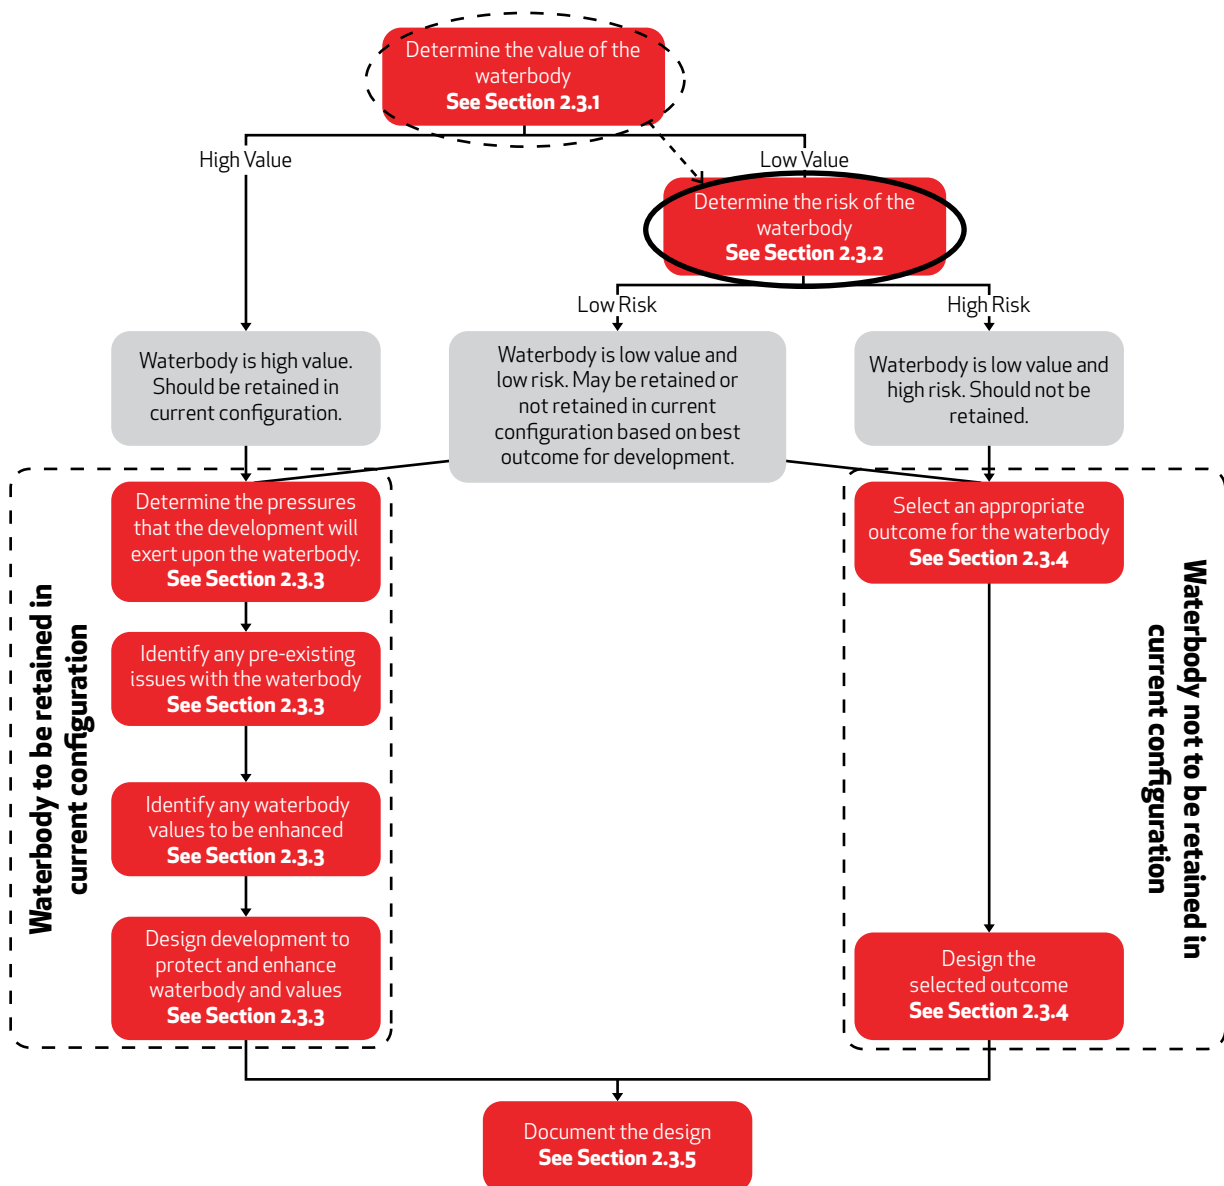 Determine the value of the
waterbody
See Section 2.3.1
High Value
Low Value
Determine the risk of the
waterbody
See Section 2.3.2
Low Risk
High Risk
Waterbody is high value.
Should be retained in
current configuration.
Waterbody is low value and
low risk. May be retained or
not retained in current
configuration based on best
outcome for development.
Waterbody is low value and
high risk. Should not be
retained.
Waterbody to be retained in
current configuration
Determine the pressures
that the development will
exert upon the waterbody.
See Section 2.3.3
Identify any pre-existing
issues with the waterbody
See Section 2.3.3
Identify any waterbody
values to be enhanced
See Section 2.3.3
Design development to
protect and enhance
waterbody and values
See Section 2.3.3
Select an appropriate
outcome for the waterbody
See Section 2.3.4
Design the
selected outcome
See Section 2.3.4
Waterbody not to be retained in
current configuration
Document the design
See Section 2.3.5